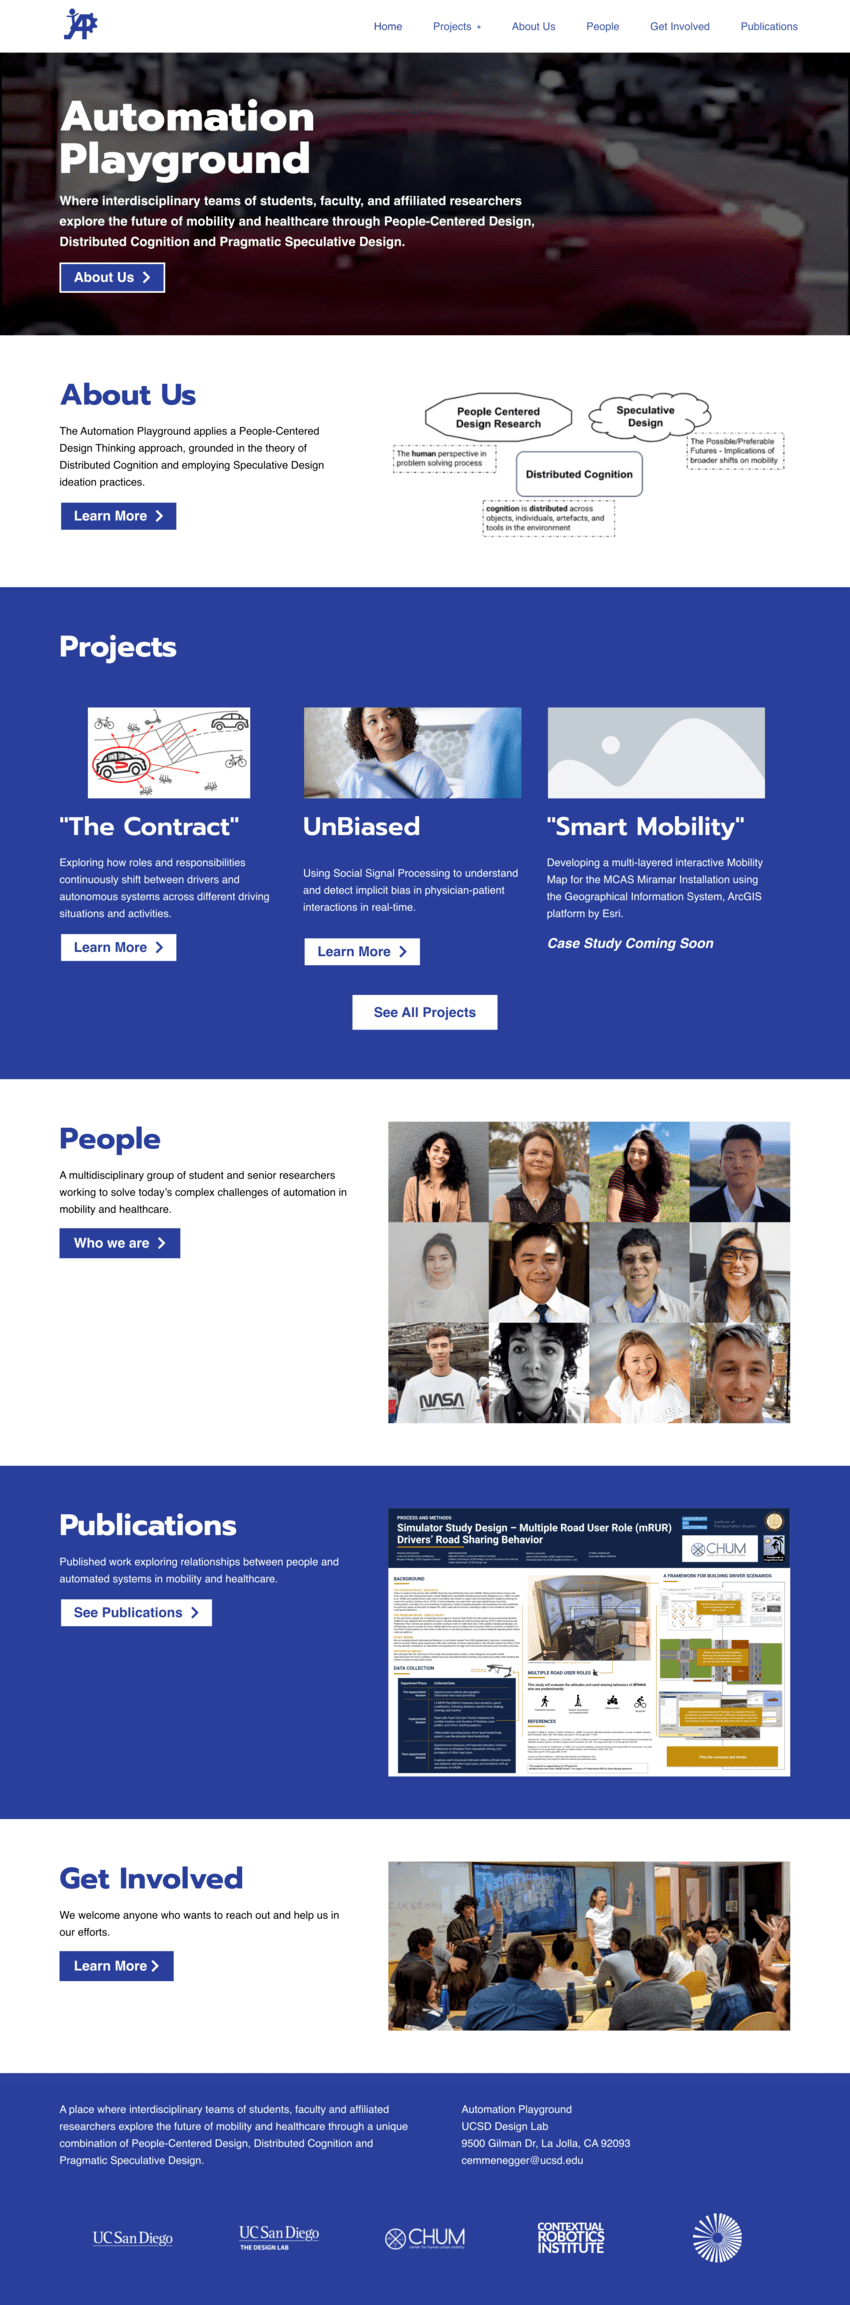 Home Projects + About Us People Get Involved Publications
Automation
Playground
Where interdisciplinary teams of students, faculty, and affiliated researchers
explore the future of mobility and healthcare through People-Centered Design,
Distributed Cognition and Pragmatic Speculative Design.
About Us
About Us
The Automation Playground applies a People-Centered
Design Thinking approach, grounded in the theory of
Distributed Cognition and employing Speculative Design
ideation practices.
Learn More
People Centered
Design Research
Speculative
Design
The human perspective in
problem solving process
The Possible/Preferable
Futures - Implications of
broader shifts on mobility
Distributed Cognition
cognition is distributed across
objects, individuals, artefacts, and
tools in the environment
Projects
"The Contract"
Exploring how roles and responsibilities
continuously shift between drivers and
autonomous systems across different driving
situations and activities.
Learn More
UnBiased
Using Social Signal Processing to understand
and detect implicit bias in physician-patient
interactions in real-time.
Learn More
"Smart Mobility"
Developing a multi-layered interactive Mobility
Map for the MCAS Miramar Installation using
the Geographical Information System, ArcGIS
platform by Esri.
Case Study Coming Soon
See All Projects
People
A multidisciplinary group of student and senior researchers
working to solve today's complex challenges of automation in
mobility and healthcare.
Who we are
NASA
Publications
Published work exploring relationships between people and
automated systems in mobility and healthcare.
See Publications
PROCESS AND METHODS
Simulator Study Design – Multiple Road User Role (mRUR)
Drivers' Road Sharing Behavior
CHUM
BACKGROUND
A FRAMEWORK FOR BUILDING DRIVER SCENARIOS
DATA COLLECTION
MULTIPLE ROAD USER ROLES
REFERENCES
Get Involved
We welcome anyone who wants to reach out and help us in
our efforts.
Learn More
A place where interdisciplinary teams of students, faculty and affiliated
researchers explore the future of mobility and healthcare through a unique
combination of People-Centered Design, Distributed Cognition and
Pragmatic Speculative Design.
Automation Playground
UCSD Design Lab
9500 Gilman Dr, La Jolla, CA 92093
cemmenegger@ucsd.edu
UC San Diego
UC San Diego
THE DESIGN LAB
CHUM
center for human urban mobility
CONTEXTUAL
ROBOTICS
INSTITUTE